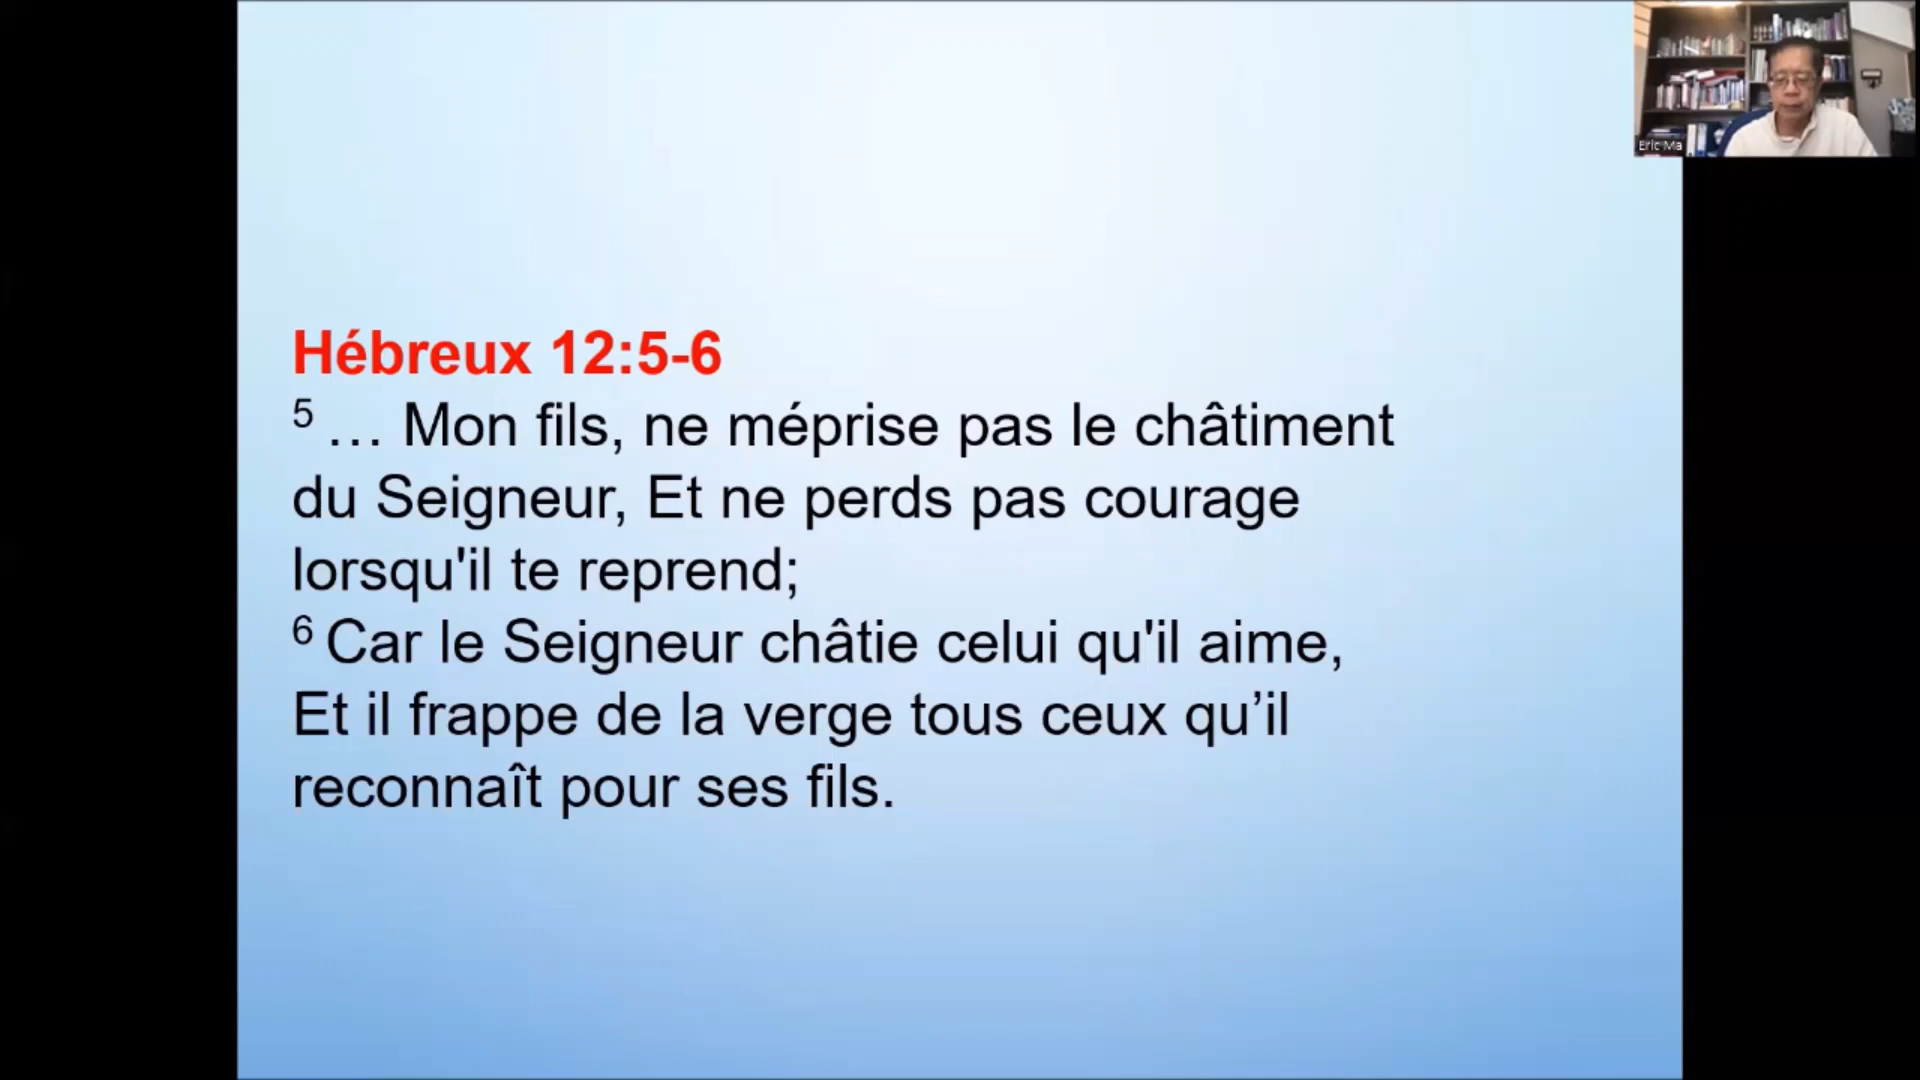 Eric Ma
Hébreux 12:5-6
5 … Mon fils, ne méprise pas le châtiment
du Seigneur, Et ne perds pas courage
lorsqu'il te reprend;
6 Car le Seigneur châtie celui qu'il aime,
Et il frappe de la verge tous ceux qu’il
reconnaît pour ses fils.